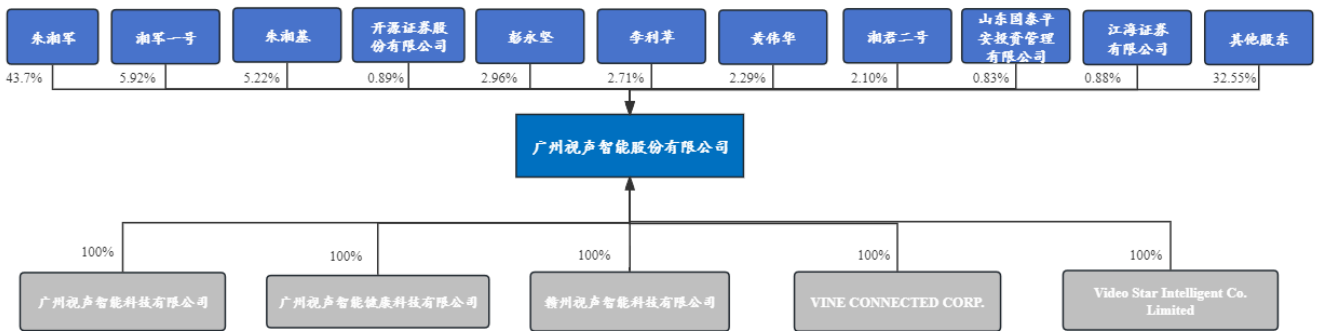 朱湘军
湘军一号
朱湘基
开源证券股
份有限公司
彭永坚
李利苹
黄伟华
湘君二号
山东国泰平
安投资管理
有限公司
江海证券
有限公司
其他股东
43.7%
5.92%
5.22%
0.89%
2.96%
2.71%
2.29%
2.10%
0.83%
0.88%
32.55%
广州视声智能股份有限公司
100%
100%
100%
100%
100%
广州视声智能科技有限公司
广州视声智能健康科技有限公司
赣州视声智能科技有限公司
VINE CONNECTED CORP.
Video Star Intelligent Co.
Limited